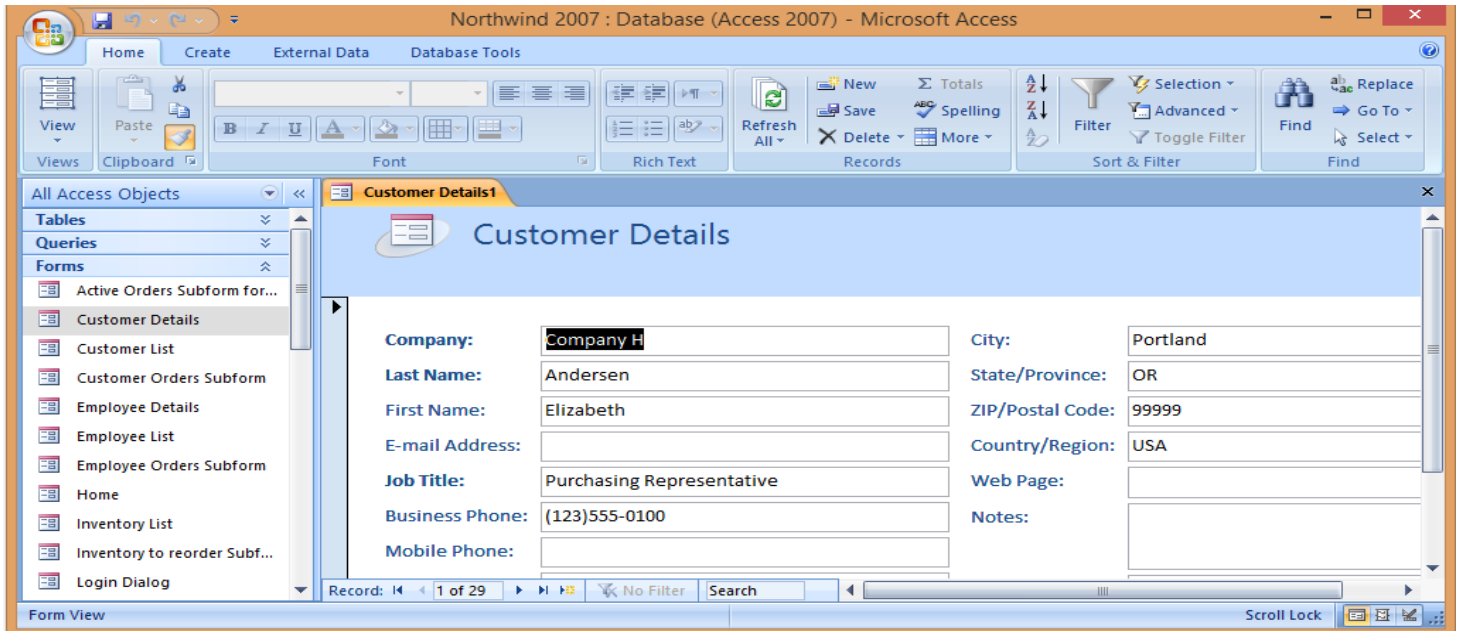 Northwind 2007 : Database (Access 2007) - Microsoft Access
Home Create External Data Database Tools
View
Views
Paste
Clipboard
B I U A
Font
ab
Rich Text
Refresh All
New Σ Totals
Save ABC Spelling
Delete More
Records
A Z
Z A
A Z
Filter
Selection
Advanced
Toggle Filter
Sort & Filter
Find
ab ac Replace
Go To
Select
Find
All Access Objects
Tables
Queries
Forms
Active Orders Subform for...
Customer Details
Customer List
Customer Orders Subform
Employee Details
Employee List
Employee Orders Subform
Home
Inventory List
Inventory to reorder Subf...
Login Dialog
Customer Details1
Customer Details
Company: Company H
Last Name: Andersen
First Name: Elizabeth
E-mail Address:
Job Title: Purchasing Representative
Business Phone: (123)555-0100
Mobile Phone:
City: Portland
State/Province: OR
ZIP/Postal Code: 99999
Country/Region: USA
Web Page:
Notes:
Record: 1 of 29 No Filter Search
Form View Scroll Lock